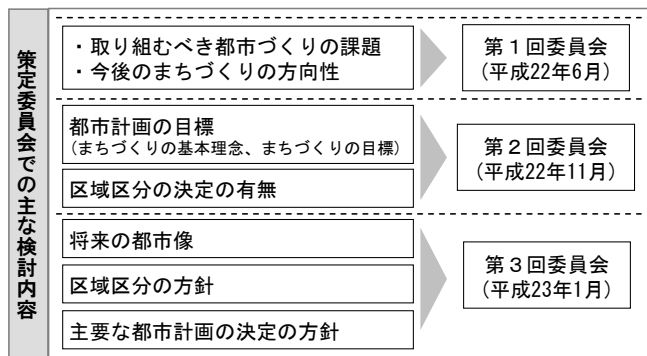 策定委員会での主な検討内容
・取り組むべき都市づくりの課題
・今後のまちづくりの方向性
第１回委員会
(平成22年6月)
都市計画の目標
(まちづくりの基本理念、まちづくりの目標)
区域区分の決定の有無
第２回委員会
(平成22年11月)
将来の都市像
区域区分の方針
主要な都市計画の決定の方針
第３回委員会
(平成23年1月)